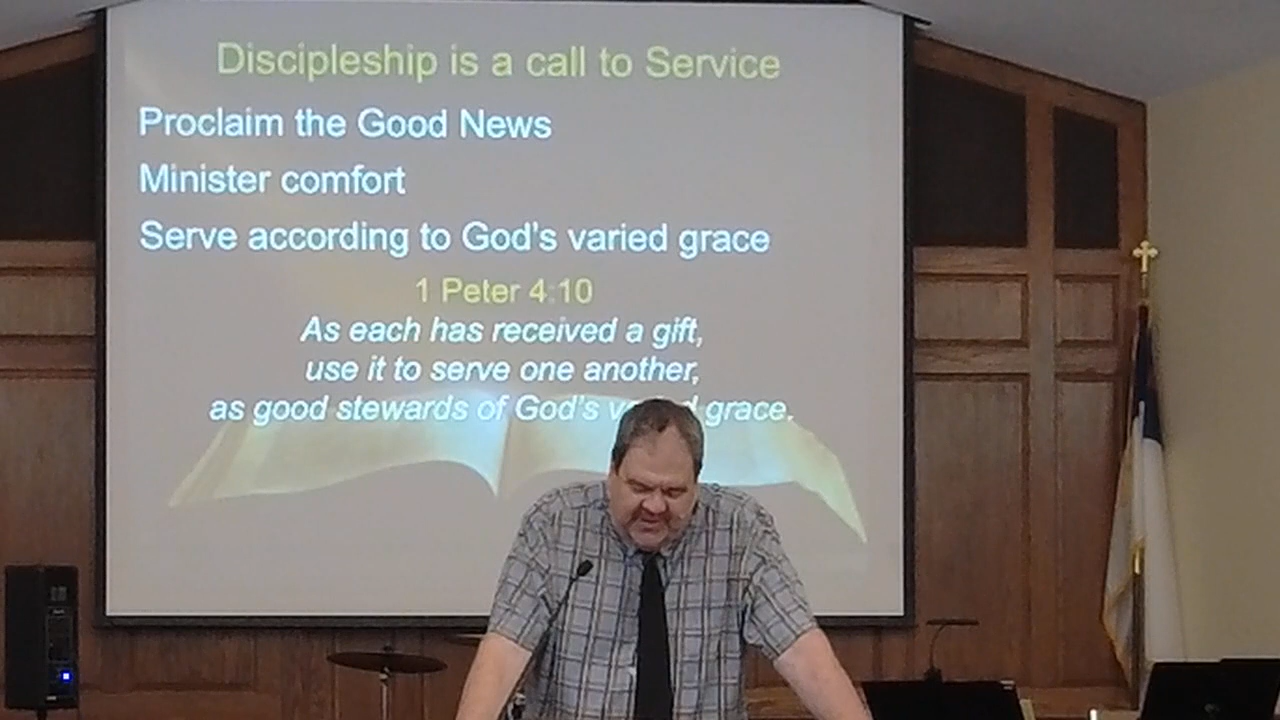 Discipleship is a call to Service
Proclaim the Good News
Minister comfort
Serve according to God's varied grace
1 Peter 4:10
As each has received a gift,
use it to serve one another,
as good stewards of God's grace.